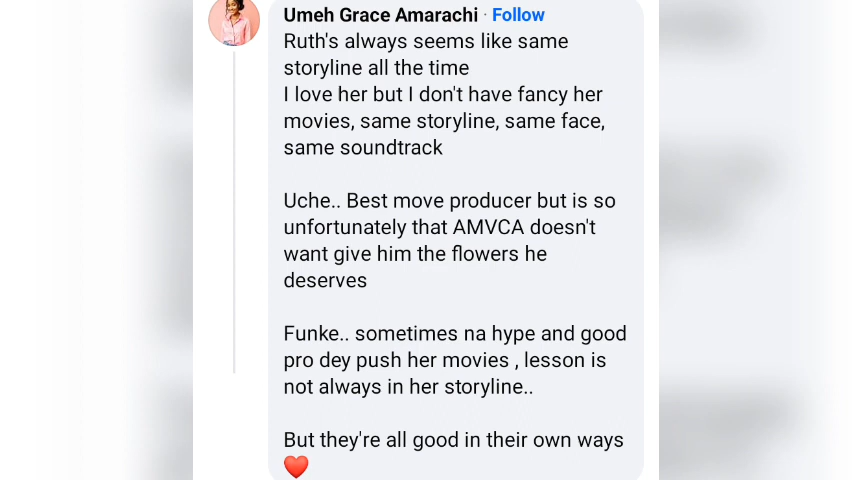 Umeh Grace Amarachi · Follow
Ruth's always seems like same
storyline all the time
I love her but I don't have fancy her
movies, same storyline, same face,
same soundtrack
Uche.. Best move producer but is so
unfortunately that AMVCA doesn't
want give him the flowers he
deserves
Funke.. sometimes na hype and good
pro dey push her movies , lesson is
not always in her storyline..
But they're all good in their own ways
♥️